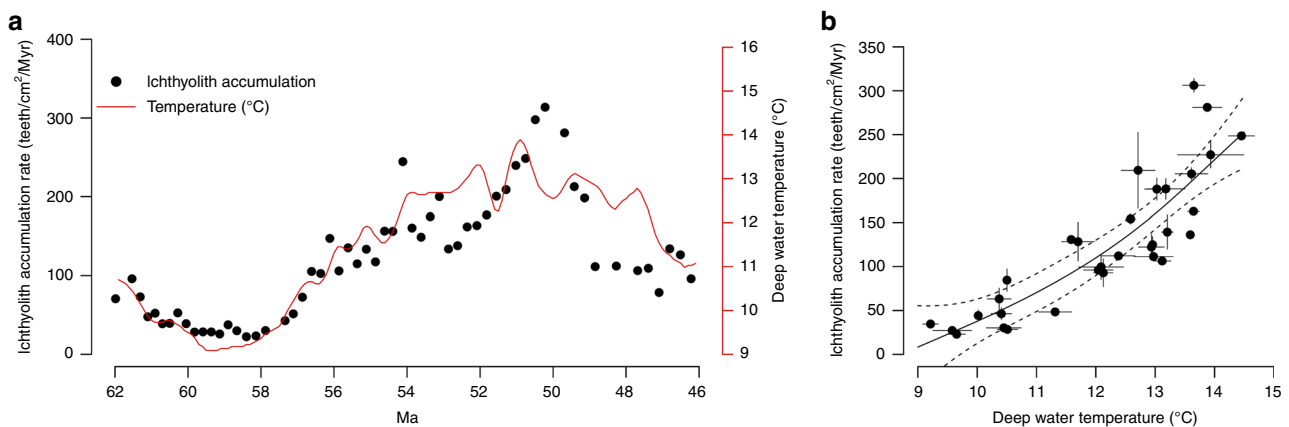 a
Ichthyolith accumulation rate (teeth/cm²/Myr)
400
300
200
100
0
Ichthyolith accumulation
Temperature (°C)
16
15
14
13
12
11
10
9
Deep water temperature (°C)
62 60 58 56 54 52 50 48 46
Ma
b
Ichthyolith accumulation rate (teeth/cm²/Myr)
350
300
250
200
150
100
50
0
9 10 11 12 13 14 15
Deep water temperature (°C)